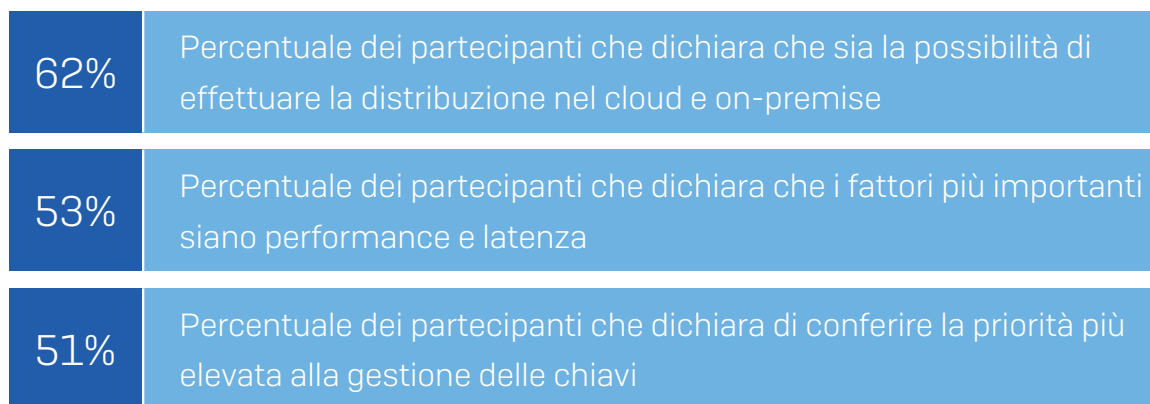 62%
Percentuale dei partecipanti che dichiara che sia la possibilità di
effettuare la distribuzione nel cloud e on-premise
53%
Percentuale dei partecipanti che dichiara che i fattori più importanti
siano performance e latenza
51%
Percentuale dei partecipanti che dichiara di conferire la priorità più
elevata alla gestione delle chiavi